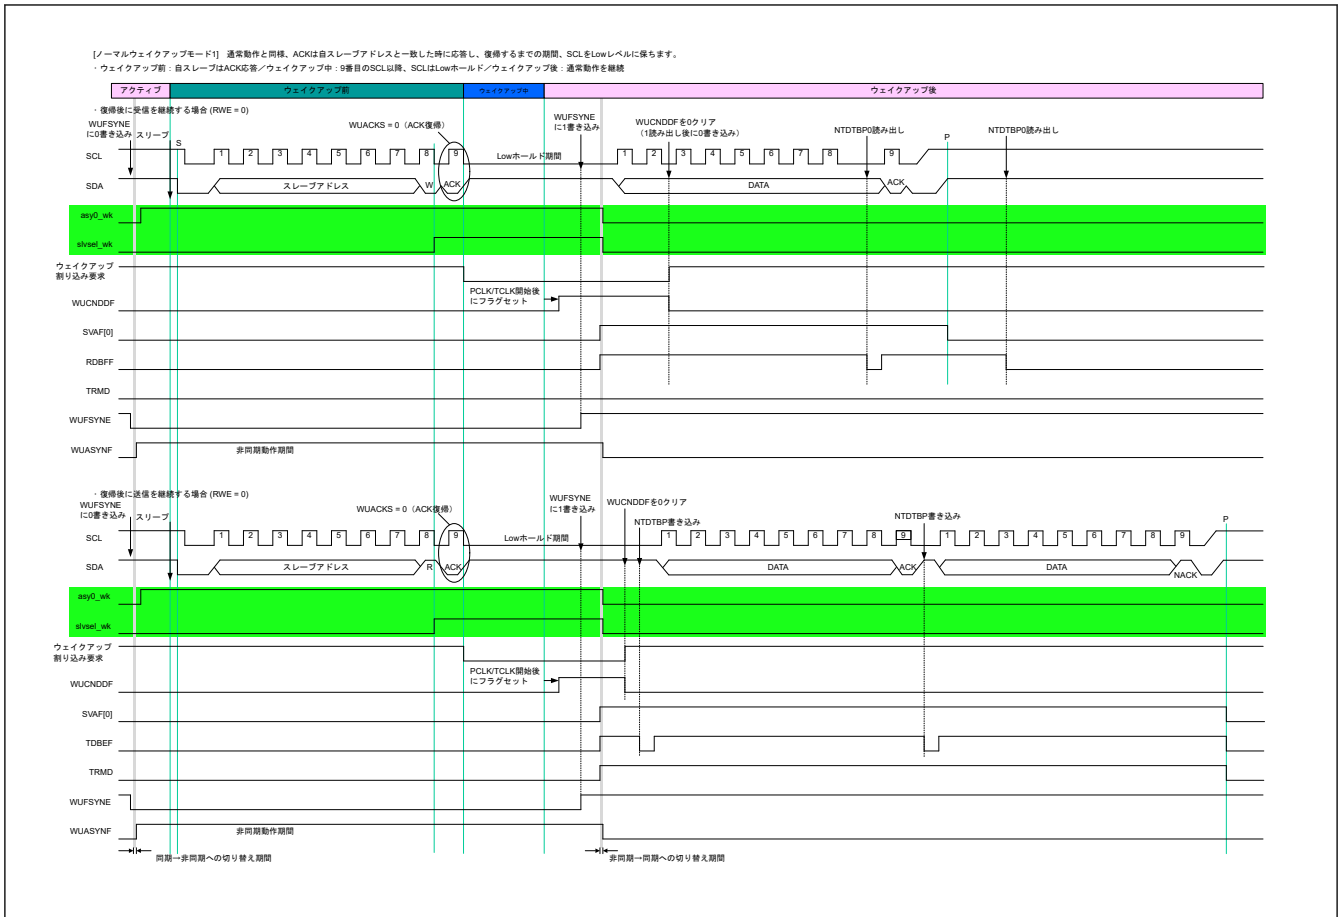 [ノーマルウェイクアップモード1] 通常動作と同様、ACKは自スレーブアドレスと一致した時に応答し、復帰するまでの期間、SCLをLowレベルに保ちます。
・ウェイクアップ前：自スレーブはACK応答／ウェイクアップ中：9番目のSCL以降、SCLはLowホールド／ウェイクアップ後：通常動作を継続
アクティブ ウェイクアップ前 ウェイクアップ中 ウェイクアップ後
・復帰後に受信を継続する場合 (RWE = 0)
WUFSYNE
に0書き込み スリープ
WUACKS = 0（ACK復帰）
WUFSYNE
に1書き込み
WUCNDDFを0クリア
（1読み出し後に0書き込み）
NTDTBP0読み出し
NTDTBP0読み出し
S P
SCL 1 2 3 4 5 6 7 8 9 Lowホールド期間 1 2 3 4 5 6 7 8 9
SDA スレーブアドレス W ACK DATA ACK
asy0_wk
slvsel_wk
ウェイクアップ
割り込み要求
PCLK/TCLK開始後
にフラグセット
WUCNDDF
SVAF[0]
RDBFF
TRMD
WUFSYNE
WUASYNF 非同期動作期間
・復帰後に送信を継続する場合 (RWE = 0)
WUFSYNE
に0書き込み スリープ
WUACKS = 0（ACK復帰）
WUFSYNE
に1書き込み
WUCNDDFを0クリア
NTDTBP書き込み
NTDTBP書き込み
P
SCL 1 2 3 4 5 6 7 8 9 Lowホールド期間 1 2 3 4 5 6 7 8 9 1 2 3 4 5 6 7 8 9
SDA スレーブアドレス R ACK DATA ACK DATA NACK
asy0_wk
slvsel_wk
ウェイクアップ
割り込み要求
PCLK/TCLK開始後
にフラグセット
WUCNDDF
SVAF[0]
TDBEF
TRMD
WUFSYNE
WUASYNF 非同期動作期間
同期→非同期への切り替え期間 非同期→同期への切り替え期間